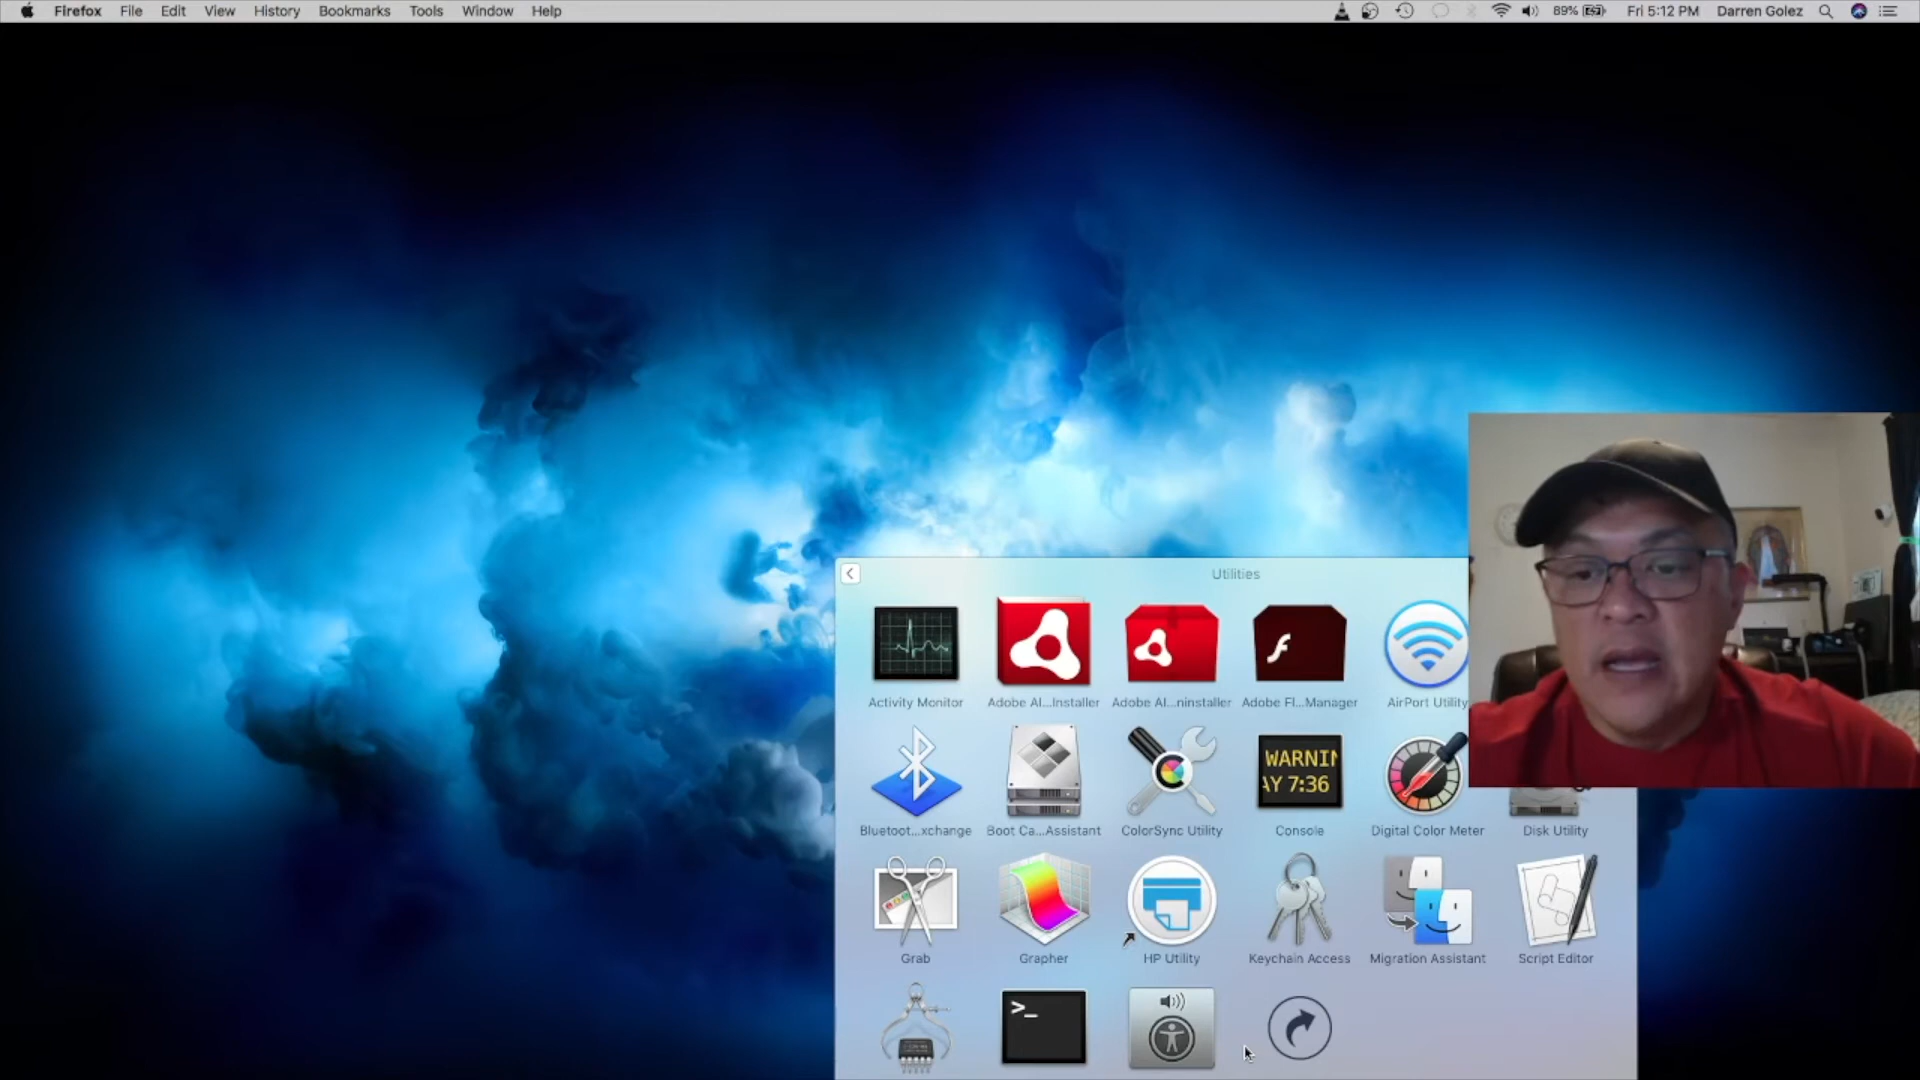 Firefox File Edit View History Bookmarks Tools Window Help 89% Fri 5:12 PM Darren Golez
Utilities
Activity Monitor Adobe AI...Installer Adobe AI...ninstaller Adobe Fl...Manager AirPort Utility
WARNIN
AY 7:36
Bluetoot...xchange Boot Ca...Assistant ColorSync Utility Console Digital Color Meter Disk Utility
Grab Grapher HP Utility Keychain Access Migration Assistant Script Editor
>_